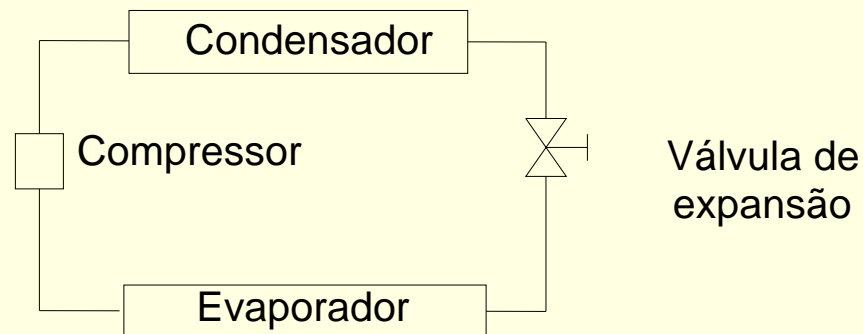 Condensador
Compressor
Válvula de
expansão
Evaporador